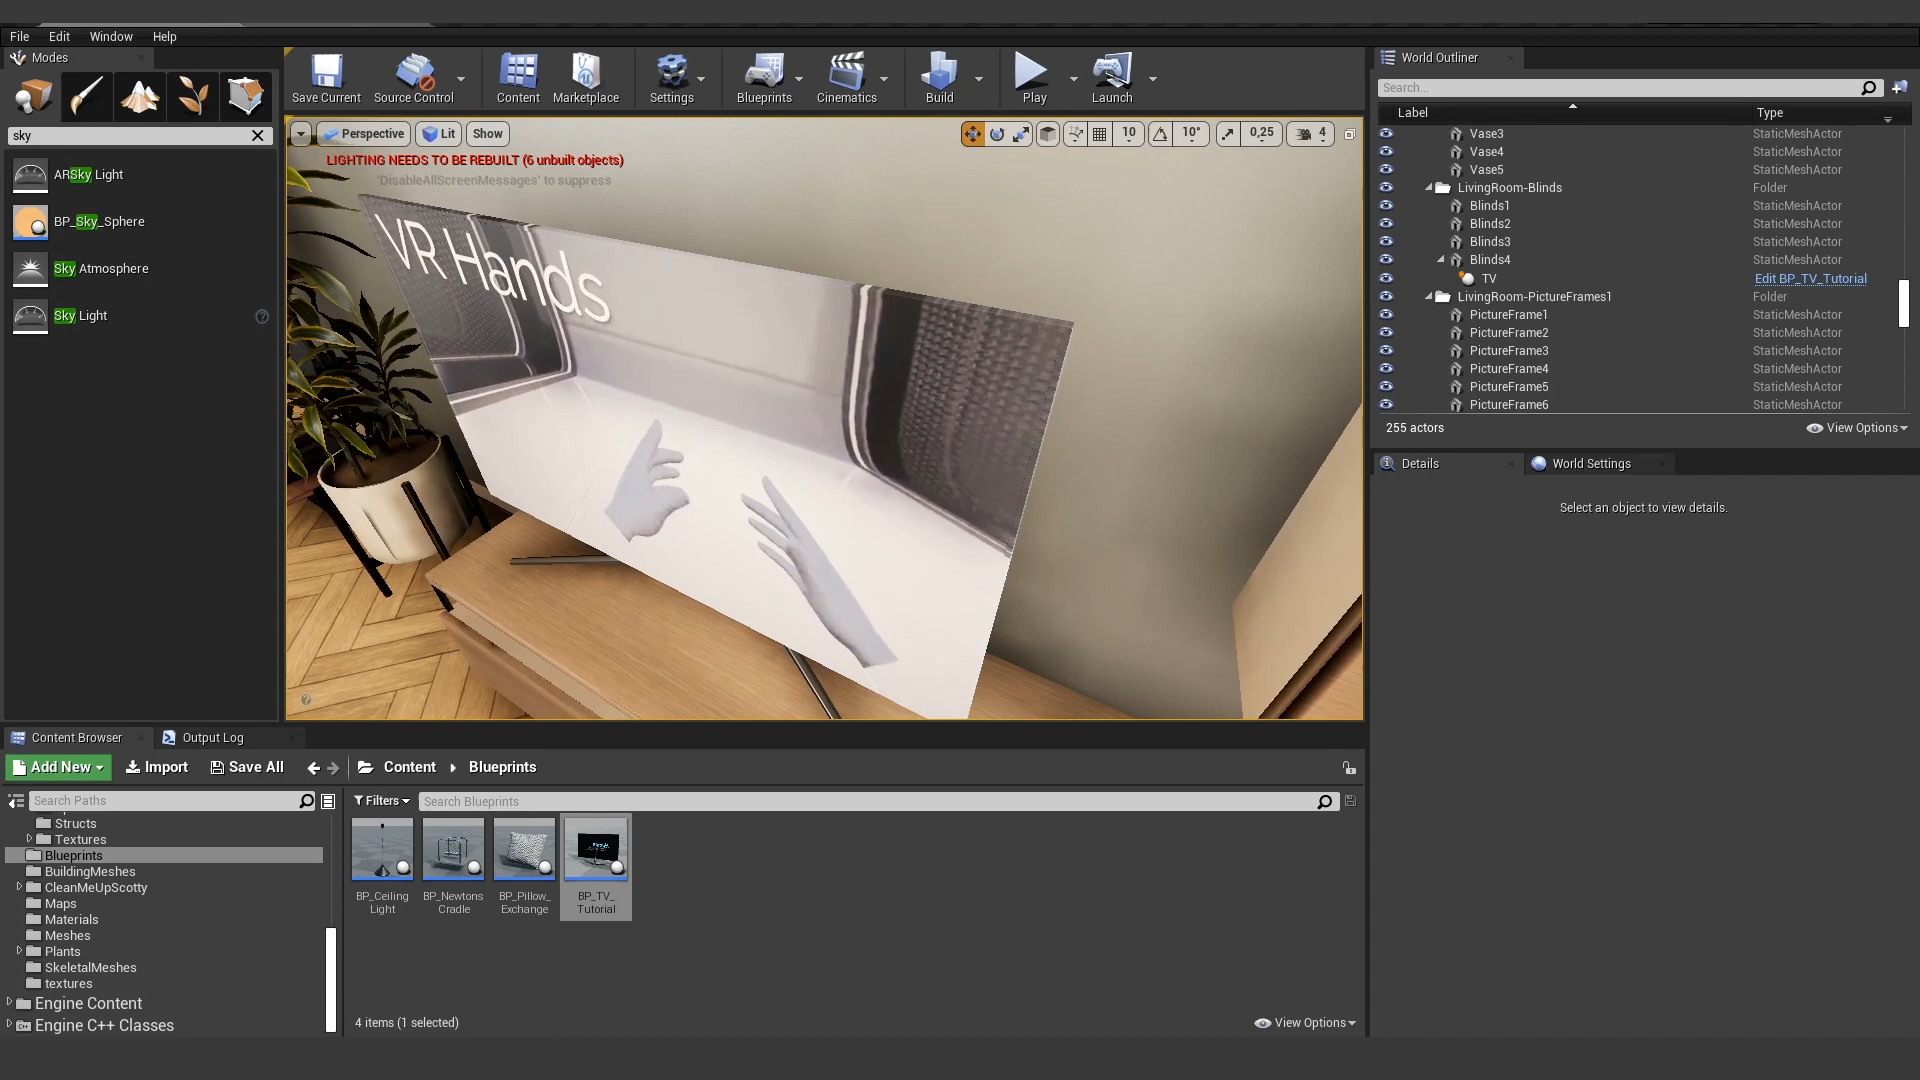 File Edit Window Help
Modes
World Outliner
Save Current
Source Control
Content
Marketplace
Settings
Blueprints
Cinematics
Build
Play
Launch
Search...
Label
Type
sky
ARSky Light
BP_Sky_Sphere
Sky Atmosphere
Sky Light
Perspective
Lit
Show
10
10°
0,25
4
LIGHTING NEEDS TO BE REBUILT (6 unbuilt objects)
'DisableAllScreenMessages' to suppress
VR Hands
Vase3 StaticMeshActor
Vase4 StaticMeshActor
Vase5 StaticMeshActor
LivingRoom-Blinds Folder
Blinds1 StaticMeshActor
Blinds2 StaticMeshActor
Blinds3 StaticMeshActor
Blinds4 StaticMeshActor
TV Edit BP_TV_Tutorial
LivingRoom-PictureFrames1 Folder
PictureFrame1 StaticMeshActor
PictureFrame2 StaticMeshActor
PictureFrame3 StaticMeshActor
PictureFrame4 StaticMeshActor
PictureFrame5 StaticMeshActor
PictureFrame6 StaticMeshActor
255 actors
View Options
Details
World Settings
Select an object to view details.
Content Browser
Output Log
Add New
Import
Save All
Content
Blueprints
Search Paths
Filters
Search Blueprints
Structs
Textures
Blueprints
BuildingMeshes
CleanMeUpScotty
Maps
Materials
Meshes
Plants
SkeletalMeshes
textures
Engine Content
Engine C++ Classes
BP_Ceiling
Light
BP_Newtons
Cradle
BP_Pillow_
Exchange
BP_TV_
Tutorial
4 items (1 selected)
View Options